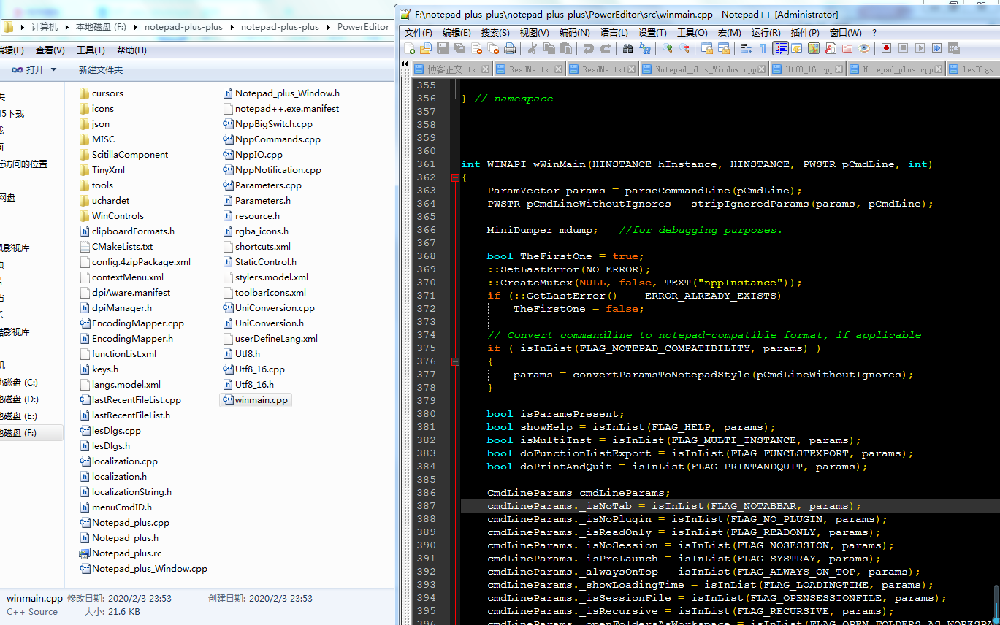 计算机 本地磁盘 (F:) notepad-plus-plus notepad-plus-plus PowerEditor
编辑(E) 查看(V) 工具(T) 帮助(H)
打开 新建文件夹
45下载
近访问的位置
网盘
影视库
酷影视库
地磁盘 (C:)
地磁盘 (D:)
地磁盘 (E:)
地磁盘 (F:)
cursors
icons
json
MISC
ScitillaComponent
TinyXml
tools
uchardet
WinControls
clipboardFormats.h
CMakeLists.txt
config.4zipPackage.xml
contextMenu.xml
dpiAware.manifest
dpiManager.h
EncodingMapper.cpp
EncodingMapper.h
functionList.xml
keys.h
langs.model.xml
lastRecentFileList.cpp
lastRecentFileList.h
lesDlgs.cpp
lesDlgs.h
localization.cpp
localization.h
localizationString.h
menuCmdID.h
Notepad_plus.cpp
Notepad_plus.h
Notepad_plus.rc
Notepad_plus_Window.cpp
Notepad_plus_Window.h
notepad++.exe.manifest
NppBigSwitch.cpp
NppCommands.cpp
NppIO.cpp
NppNotification.cpp
Parameters.cpp
Parameters.h
resource.h
rgba_icons.h
shortcuts.xml
StaticControl.h
stylers.model.xml
toolbarIcons.xml
UniConversion.cpp
UniConversion.h
userDefineLang.xml
Utf8.h
Utf8_16.cpp
Utf8_16.h
winmain.cpp
winmain.cpp 修改日期: 2020/2/3 23:53 创建日期: 2020/2/3 23:53
C++ Source 大小: 21.6 KB
F:\notepad-plus-plus\notepad-plus-plus\PowerEditor\src\winmain.cpp - Notepad++ [Administrator]
文件(F) 编辑(E) 搜索(S) 视图(V) 编码(N) 语言(L) 设置(T) 工具(O) 宏(M) 运行(R) 插件(P) 窗口(W) ?
博客正文.txt ReadMe.txt ReadMe.txt Notepad_plus_Window.cpp Utf8_16.cpp Notepad_plus.cpp lesDlgs.c
355
356 } // namespace
357
358
359
360
361 int WINAPI wWinMain(HINSTANCE hInstance, HINSTANCE, PWSTR pCmdLine, int)
362 {
363 ParamVector params = parseCommandLine(pCmdLine);
364 PWSTR pCmdLineWithoutIgnores = stripIgnoredParams(params, pCmdLine);
365
366 MiniDumper mdump; //for debugging purposes.
367
368 bool TheFirstOne = true;
369 ::SetLastError(NO_ERROR);
370 ::CreateMutex(NULL, false, TEXT("nppInstance"));
371 if (::GetLastError() == ERROR_ALREADY_EXISTS)
372 TheFirstOne = false;
373
374 // Convert commandline to notepad-compatible format, if applicable
375 if ( isInList(FLAG_NOTEPAD_COMPATIBILITY, params) )
376 {
377 params = convertParamsToNotepadStyle(pCmdLineWithoutIgnores);
378 }
379
380 bool isParamePresent;
381 bool showHelp = isInList(FLAG_HELP, params);
382 bool isMultiInst = isInList(FLAG_MULTI_INSTANCE, params);
383 bool doFunctionListExport = isInList(FLAG_FUNCLSTEXPORT, params);
384 bool doPrintAndQuit = isInList(FLAG_PRINTANDQUIT, params);
385
386 CmdLineParams cmdLineParams;
387 cmdLineParams._isNoTab = isInList(FLAG_NOTABBAR, params);
388 cmdLineParams._isNoPlugin = isInList(FLAG_NO_PLUGIN, params);
389 cmdLineParams._isReadOnly = isInList(FLAG_READONLY, params);
390 cmdLineParams._isNoSession = isInList(FLAG_NOSESSION, params);
391 cmdLineParams._isPreLaunch = isInList(FLAG_SYSTRAY, params);
392 cmdLineParams._alwaysOnTop = isInList(FLAG_ALWAYS_ON_TOP, params);
393 cmdLineParams._showLoadingTime = isInList(FLAG_LOADINGTIME, params);
394 cmdLineParams._isSessionFile = isInList(FLAG_OPENSESSIONFILE, params);
395 cmdLineParams._isRecursive = isInList(FLAG_RECURSIVE, params);
396 cmdLineParams._openFoldersAsWorkspace = isInList(FLAG_OPEN_FOLDERS_AS_WORKSPA